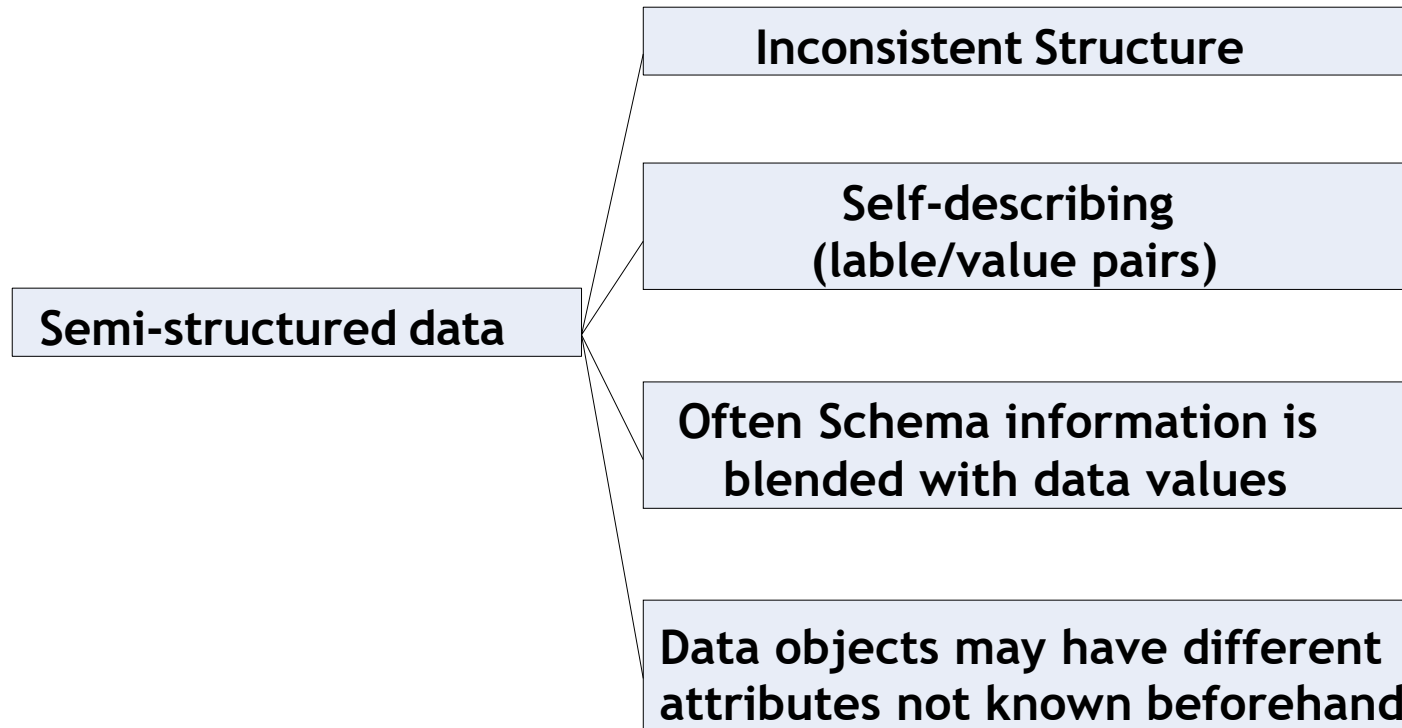 Inconsistent Structure
Self-describing
(lable/value pairs)
Semi-structured data
Often Schema information is
blended with data values
Data objects may have different
attributes not known beforehand